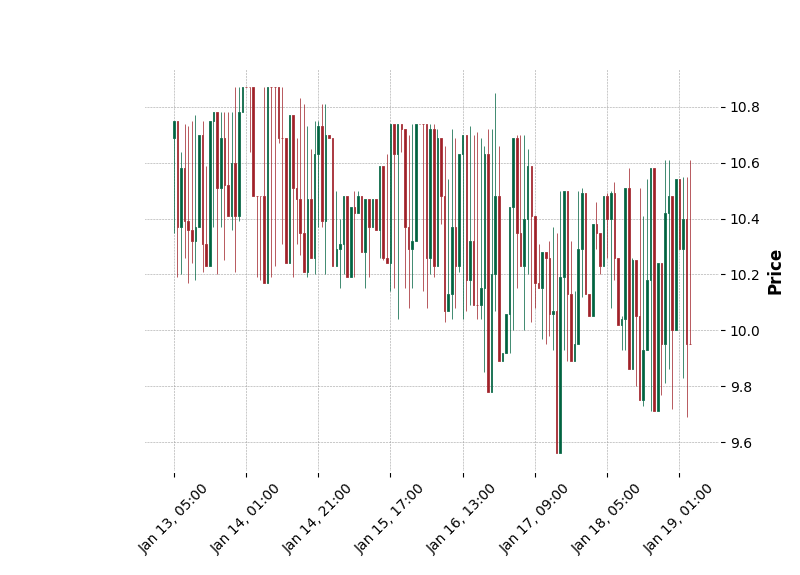 10.8
10.6
10.4
10.2
10.0
9.8
9.6
Price
Jan 13, 05:00
Jan 14, 01:00
Jan 14, 21:00
Jan 15, 17:00
Jan 16, 13:00
Jan 17, 09:00
Jan 18, 05:00
Jan 19, 01:00